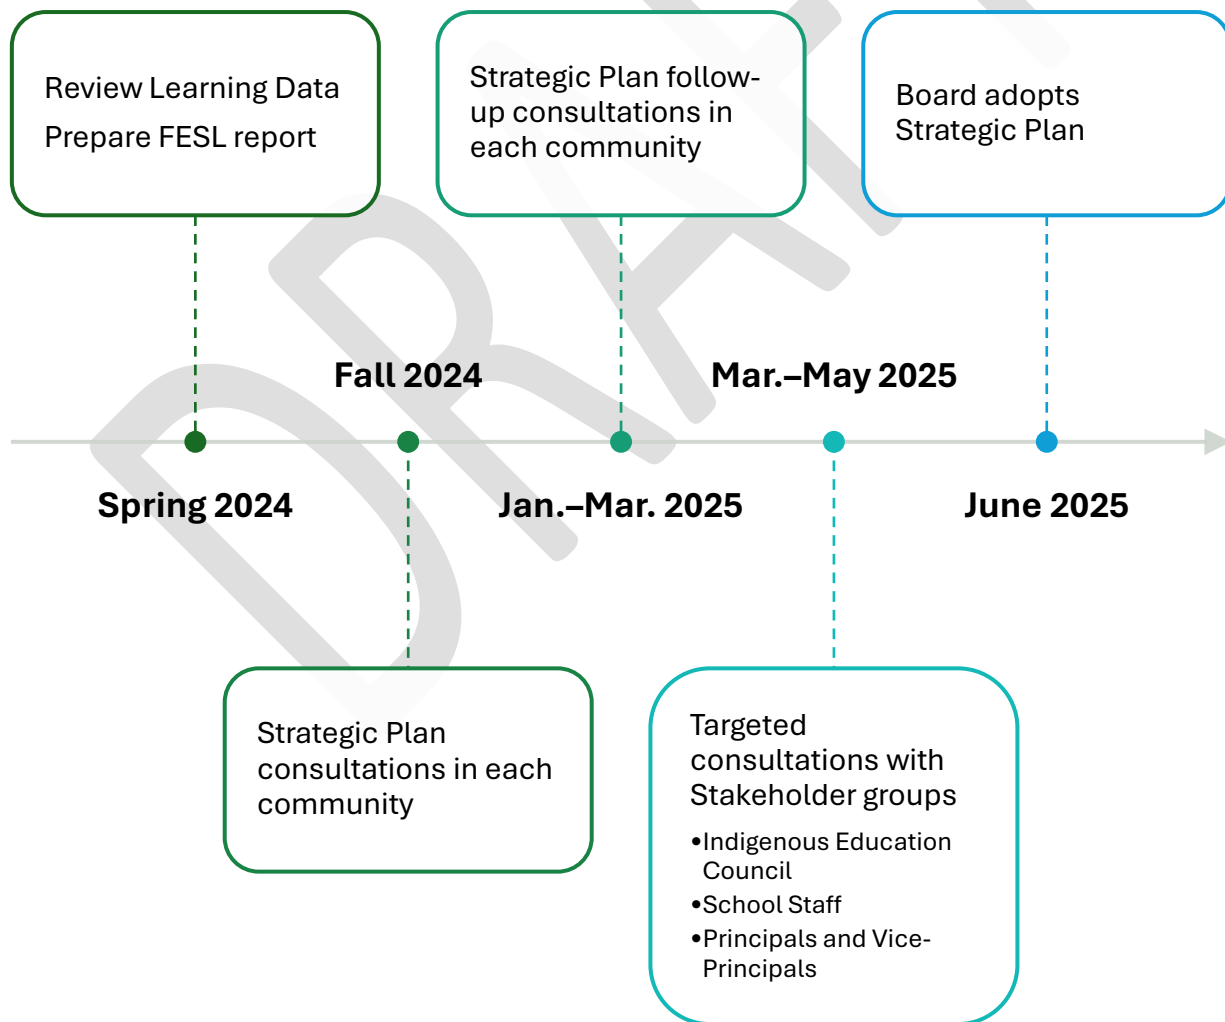 Review Learning Data
Prepare FESL report
Strategic Plan follow-
up consultations in
each community
Board adopts
Strategic Plan
Fall 2024
Mar.–May 2025
Spring 2024
Jan.–Mar. 2025
June 2025
Strategic Plan
consultations in each
community
Targeted
consultations with
Stakeholder groups
•Indigenous Education
Council
•School Staff
•Principals and Vice-
Principals
DRAFT